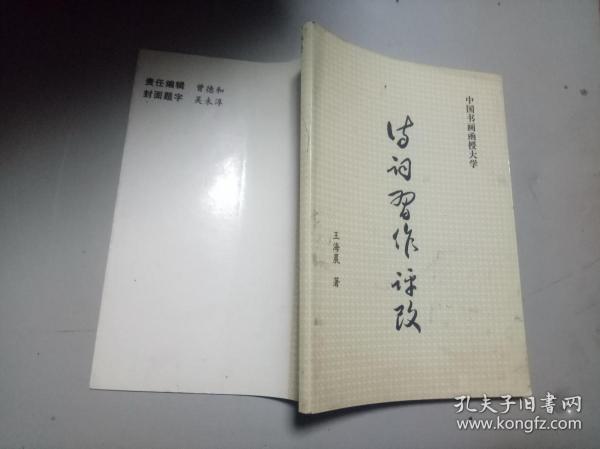 责任编辑 曾德和
封面题字 吴未淳
中国书画函授大学
诗词習作评改
王海晨 著
孔夫子旧书网
www.kongfz.com